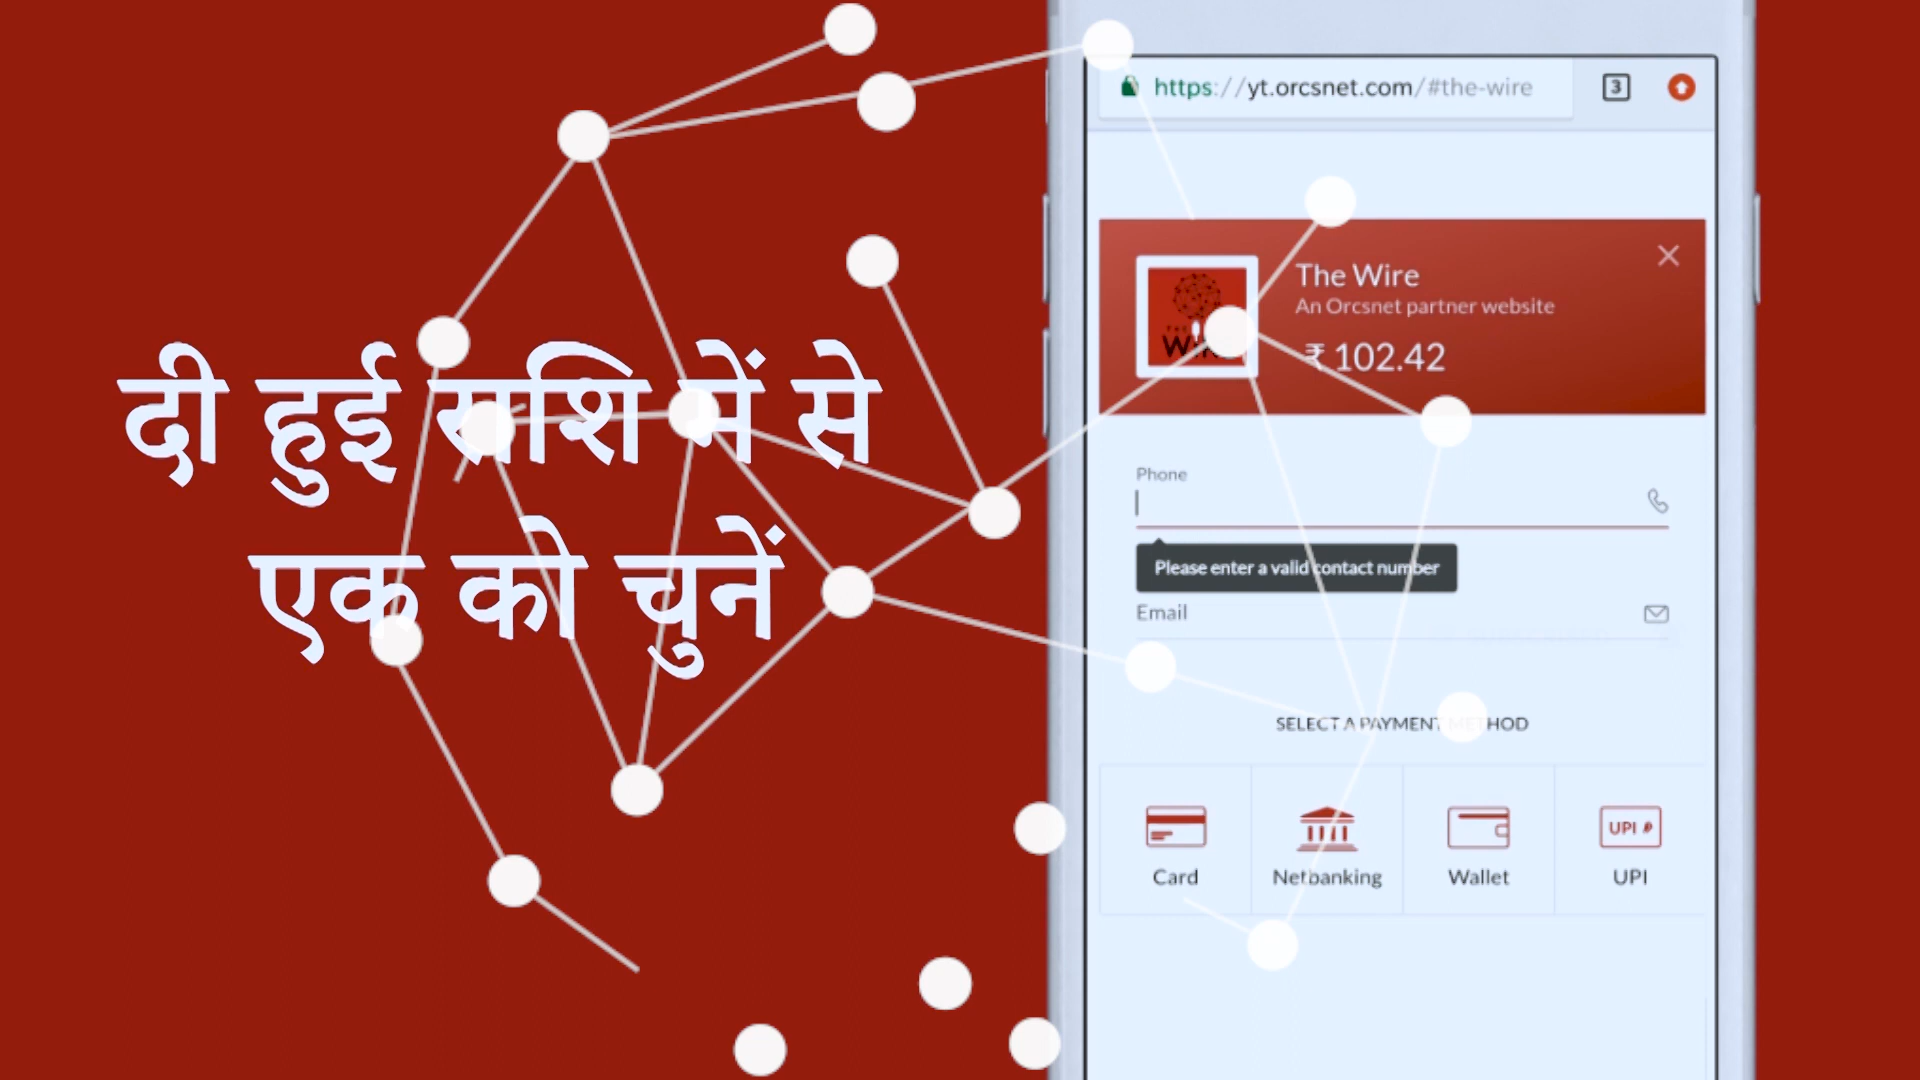 दी हुई राशि में से
एक को चुनें
https://yt.orcsnet.com/#the-wire
3
The Wire
An Orcsnet partner website
₹ 102.42
Phone
Please enter a valid contact number
Email
SELECT A PAYMENT METHOD
Card
Netbanking
Wallet
UPI
UPI